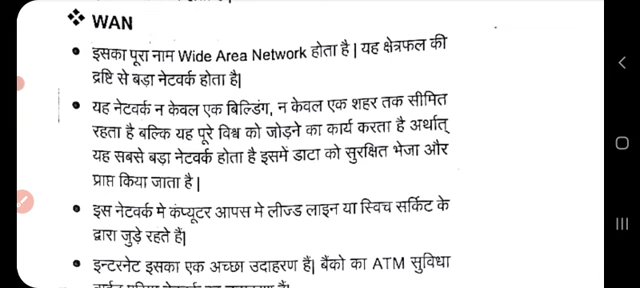 WAN
इसका पूरा नाम Wide Area Network होता है | यह क्षेत्रफल की
द्रष्टि से बड़ा नेटवर्क होता है|
यह नेटवर्क न केवल एक बिल्डिंग, न केवल एक शहर तक सीमित
रहता है बल्कि यह पूरे विश्व को जोड़ने का कार्य करता है अर्थात्
यह सबसे बड़ा नेटवर्क होता है इसमें डाटा को सुरक्षित भेजा और
प्राप्त किया जाता है |
इस नेटवर्क मे कंप्यूटर आपस मे लीज्ड लाइन या स्विच सर्किट के
द्वारा जुड़े रहते हैं|
इन्टरनेट इसका एक अच्छा उदाहरण हैं| बैंको का ATM सुविधा